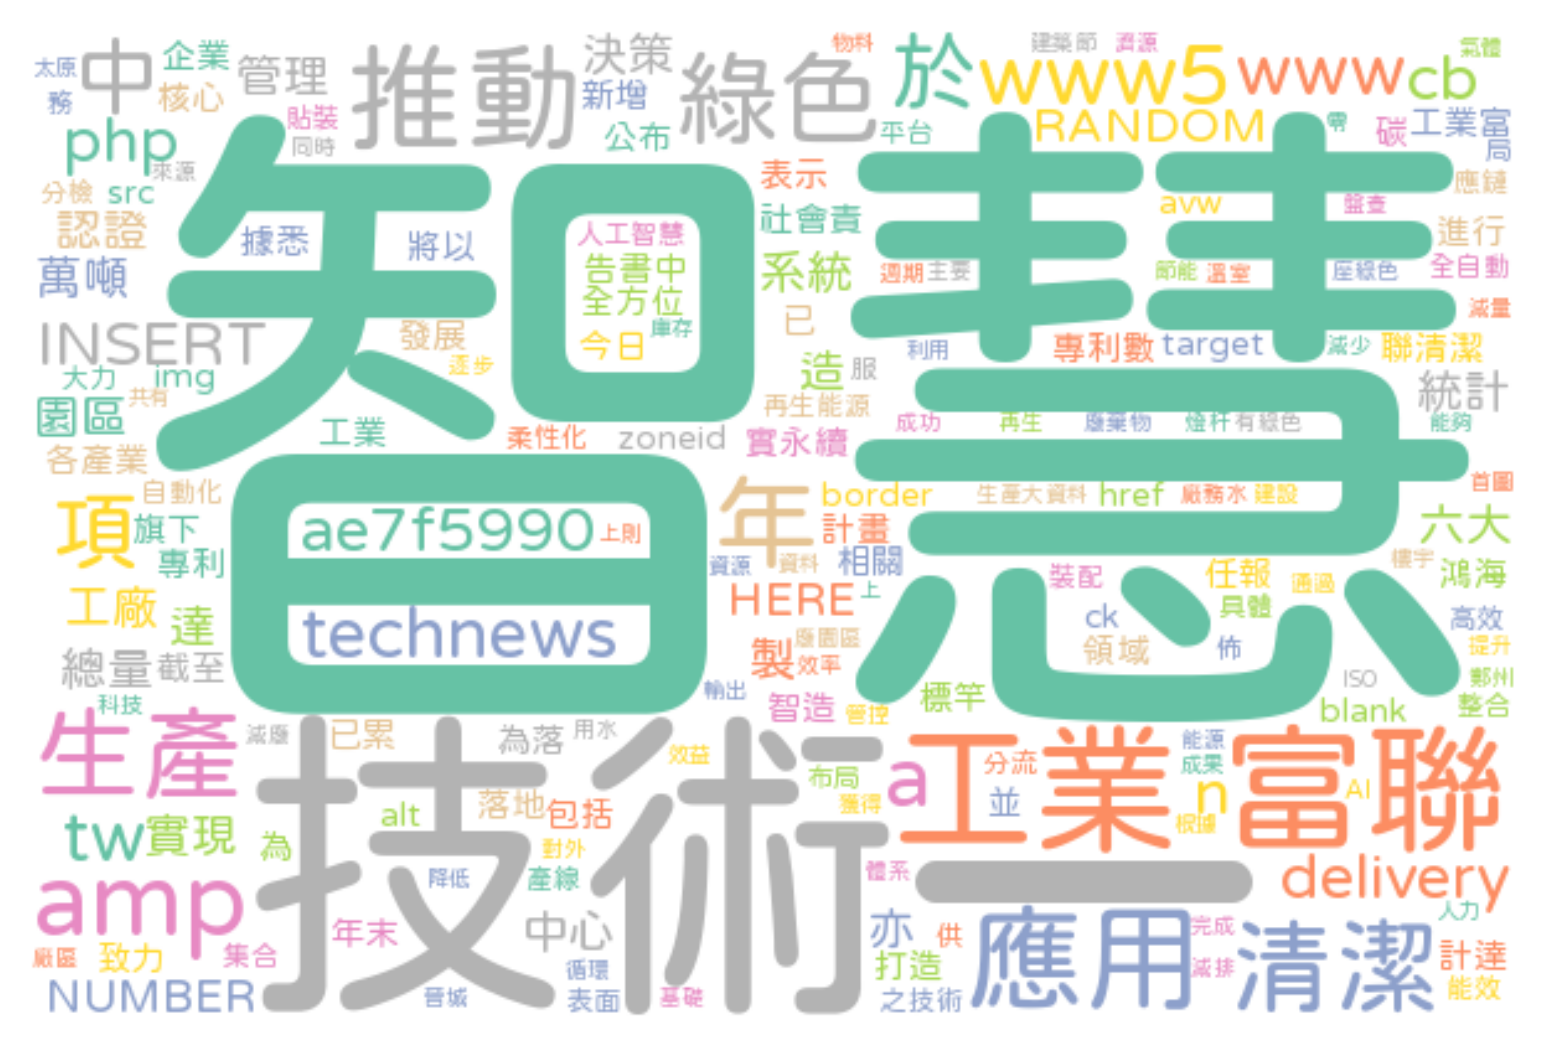 太原
中
企業
管理
決策
物料
於
www5
www
cb
建築節
資源
氣體
務
核心
推動
新增
綠色
php
貼裝
同時
公布
平台
RANDOM
零
碳
工業富
局
來源
分檢
src
智慧
表示
應鏈
認證
據悉
將以
人工智慧
社會責
avw
盤查
進行
萬噸
告書中
全方位
系統
週期
主要
節能
溫室
座綠色
全自動
INSERT
發展
今日
庫存
已
減量
逐步
利用
專利數
target
減少
聯清潔
大力
img
造
服
共有
統計
園區
再生能源
工業
柔性化
zoneid
實永續
成功
再生
廢棄物
燈杆
有綠色
能夠
各產業
自動化
年
border
生產大資料
href
廠務水
建設
首圖
項
旗下
ae7f5990
上則
計畫
六大
專利
資源
資料
相關
裝配
任報
通過
樓宇
鴻海
工廠
達
technews
HERE
上
ck
具體
高效
總量
截至
製
廢園區
效率
領域
佈
提升
科技
輸出
智造
管控
標竿
ISO
鄭州
blank
整合
生產
減廢
已累
為落
用水
技術
效益
布局
a
工業富聯
分流
能源
成果
tw
實現
為
alt
落地
包括
獲得
並
n
AI
根據
對外
amp
降低
產線
體系
一
delivery
年末
中心
亦
供
應用
完成
清潔
人力
廠區
致力
集合
循環
打造
減排
計達
NUMBER
晉城
表面
基礎
之技術
能效